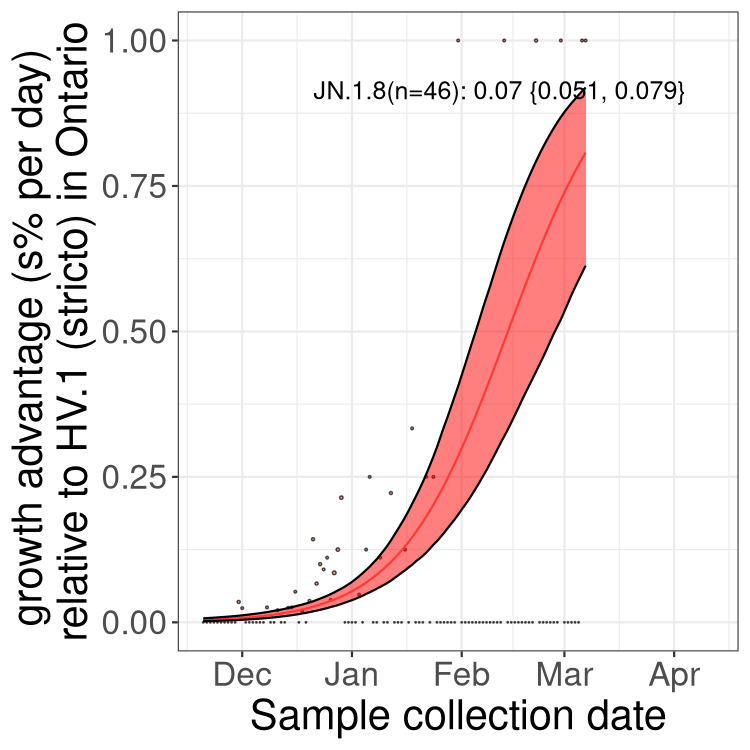 growth advantage (s% per day)
relative to HV.1 (stricto) in Ontario
1.00
0.75
0.50
0.25
0.00
JN.1.8(n=46): 0.07 {0.051, 0.079}
Dec Jan Feb Mar Apr
Sample collection date